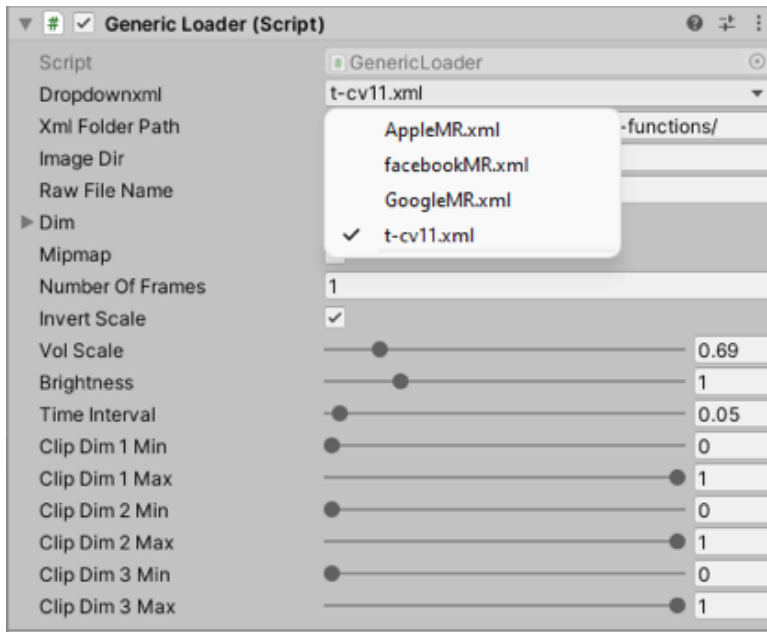 Generic Loader (Script)
Script GenericLoader
Dropdownxml t-cv11.xml
Xml Folder Path -functions/
AppleMR.xml
Image Dir
facebookMR.xml
Raw File Name
GoogleMR.xml
Dim
t-cv11.xml
Mipmap
Number Of Frames 1
Invert Scale
Vol Scale 0.69
Brightness 1
Time Interval 0.05
Clip Dim 1 Min 0
Clip Dim 1 Max 1
Clip Dim 2 Min 0
Clip Dim 2 Max 1
Clip Dim 3 Min 0
Clip Dim 3 Max 1